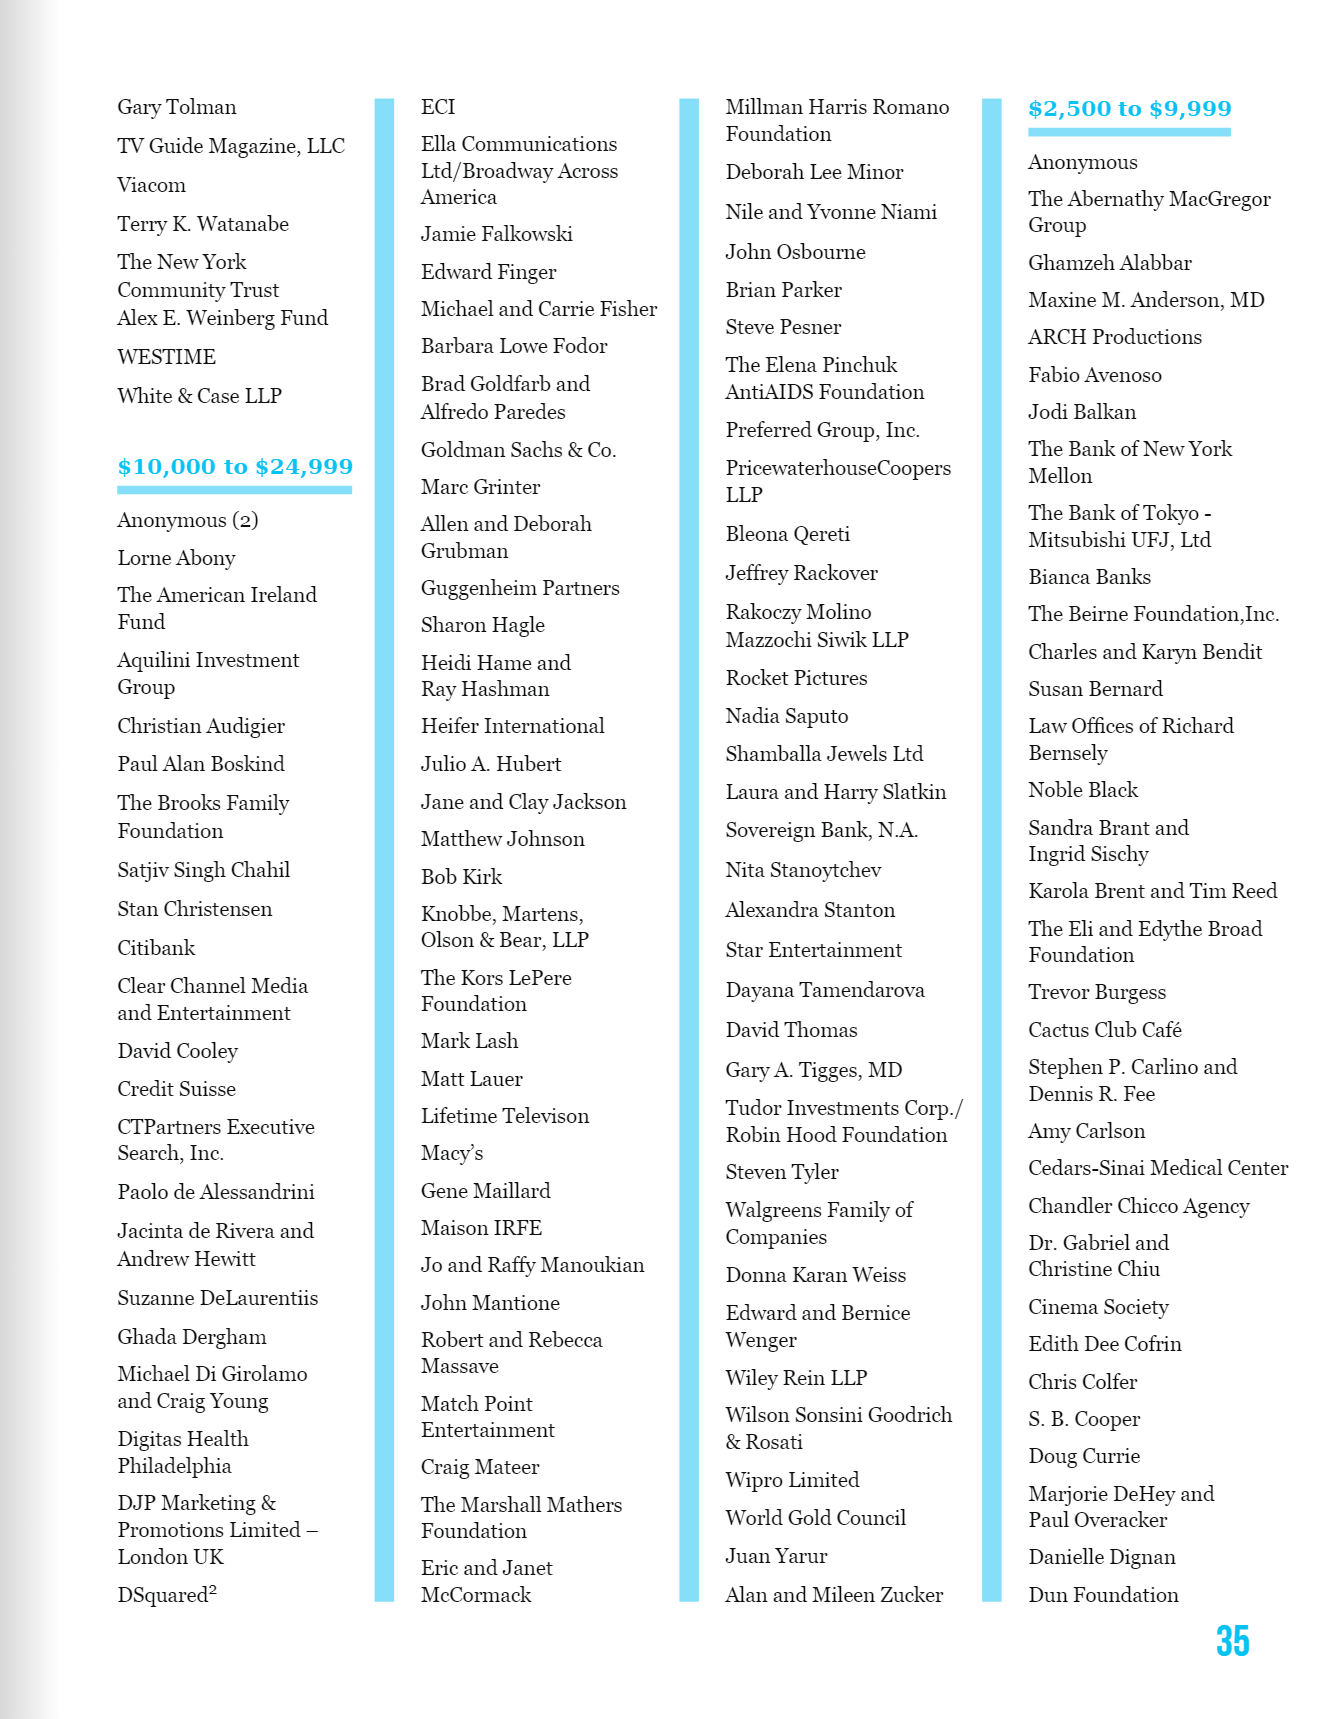 Gary Tolman
TV Guide Magazine, LLC
Viacom
Terry K. Watanabe
The New York
Community Trust
Alex E. Weinberg Fund
WESTIME
White & Case LLP
$10,000 to $24,999
Anonymous (2)
Lorne Abony
The American Ireland
Fund
Aquilini Investment
Group
Christian Audigier
Paul Alan Boskind
The Brooks Family
Foundation
Satjiv Singh Chahil
Stan Christensen
Citibank
Clear Channel Media
and Entertainment
David Cooley
Credit Suisse
CTPartners Executive
Search, Inc.
Paolo de Alessandrini
Jacinta de Rivera and
Andrew Hewitt
Suzanne DeLaurentiis
Ghada Dergham
Michael Di Girolamo
and Craig Young
Digitas Health
Philadelphia
DJP Marketing &
Promotions Limited –
London UK
DSquared²
ECI
Ella Communications
Ltd/Broadway Across
America
Jamie Falkowski
Edward Finger
Michael and Carrie Fisher
Barbara Lowe Fodor
Brad Goldfarb and
Alfredo Paredes
Goldman Sachs & Co.
Marc Grinter
Allen and Deborah
Grubman
Guggenheim Partners
Sharon Hagle
Heidi Hame and
Ray Hashman
Heifer International
Julio A. Hubert
Jane and Clay Jackson
Matthew Johnson
Bob Kirk
Knobbe, Martens,
Olson & Bear, LLP
The Kors LePere
Foundation
Mark Lash
Matt Lauer
Lifetime Televison
Macy’s
Gene Maillard
Maison IRFE
Jo and Raffy Manoukian
John Mantione
Robert and Rebecca
Massave
Match Point
Entertainment
Craig Mateer
The Marshall Mathers
Foundation
Eric and Janet
McCormack
Millman Harris Romano
Foundation
Deborah Lee Minor
Nile and Yvonne Niami
John Osbourne
Brian Parker
Steve Pesner
The Elena Pinchuk
AntiAIDS Foundation
Preferred Group, Inc.
PricewaterhouseCoopers
LLP
Bleona Qereti
Jeffrey Rackover
Rakoczy Molino
Mazzochi Siwik LLP
Rocket Pictures
Nadia Saputo
Shamballa Jewels Ltd
Laura and Harry Slatkin
Sovereign Bank, N.A.
Nita Stanoytchev
Alexandra Stanton
Star Entertainment
Dayana Tamendarova
David Thomas
Gary A. Tigges, MD
Tudor Investments Corp./
Robin Hood Foundation
Steven Tyler
Walgreens Family of
Companies
Donna Karan Weiss
Edward and Bernice
Wenger
Wiley Rein LLP
Wilson Sonsini Goodrich
& Rosati
Wipro Limited
World Gold Council
Juan Yarur
Alan and Mileen Zucker
$2,500 to $9,999
Anonymous
The Abernathy MacGregor
Group
Ghamzeh Alabbar
Maxine M. Anderson, MD
ARCH Productions
Fabio Avenoso
Jodi Balkan
The Bank of New York
Mellon
The Bank of Tokyo -
Mitsubishi UFJ, Ltd
Bianca Banks
The Beirne Foundation,Inc.
Charles and Karyn Bendit
Susan Bernard
Law Offices of Richard
Bernsely
Noble Black
Sandra Brant and
Ingrid Sischy
Karola Brent and Tim Reed
The Eli and Edythe Broad
Foundation
Trevor Burgess
Cactus Club Café
Stephen P. Carlino and
Dennis R. Fee
Amy Carlson
Cedars-Sinai Medical Center
Chandler Chicco Agency
Dr. Gabriel and
Christine Chiu
Cinema Society
Edith Dee Cofrin
Chris Colfer
S. B. Cooper
Doug Currie
Marjorie DeHey and
Paul Overacker
Danielle Dignan
Dun Foundation
35